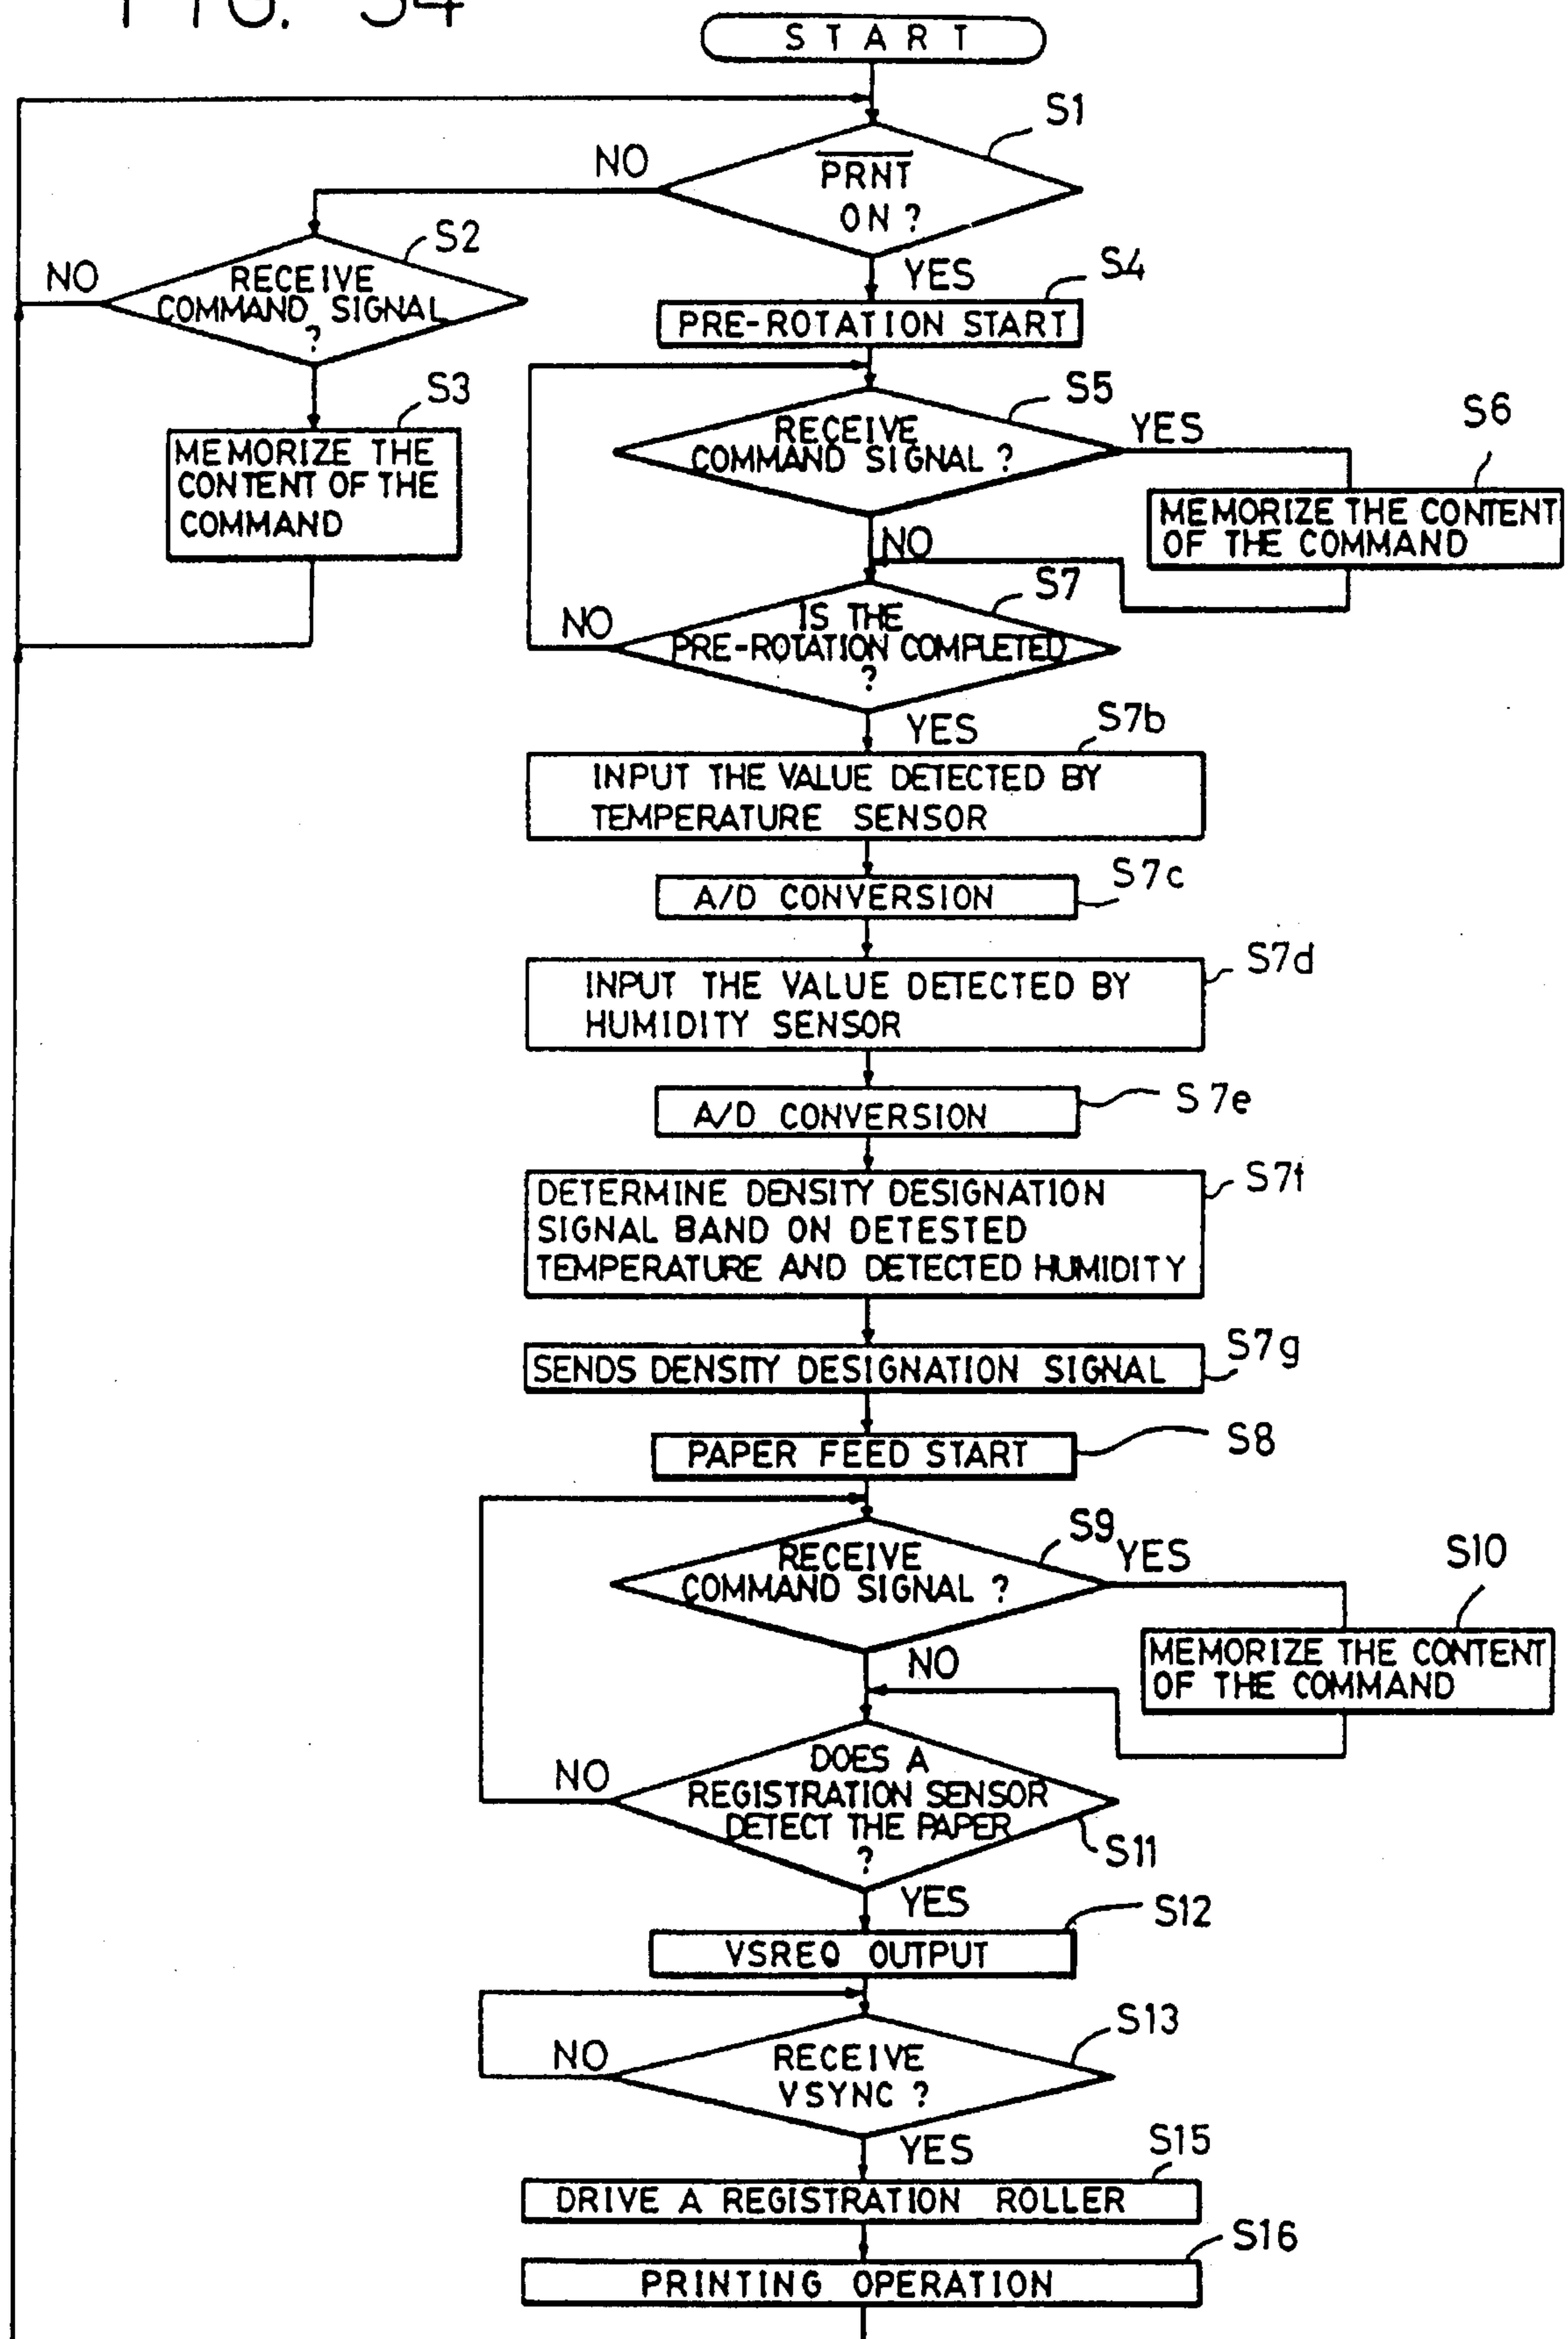 FIG. 34
START
S1
PRNT
ON ?
NO
YES
S2
RECEIVE
COMMAND SIGNAL
?
NO
S3
MEMORIZE THE
CONTENT OF THE
COMMAND
S4
PRE-ROTATION START
S5
RECEIVE
COMMAND SIGNAL ?
YES
S6
MEMORIZE THE CONTENT
OF THE COMMAND
NO
S7
IS THE
PRE-ROTATION COMPLETED
?
NO
YES
S7b
INPUT THE VALUE DETECTED BY
TEMPERATURE SENSOR
S7c
A/D CONVERSION
S7d
INPUT THE VALUE DETECTED BY
HUMIDITY SENSOR
S7e
A/D CONVERSION
S7f
DETERMINE DENSITY DESIGNATION
SIGNAL BAND ON DETESTED
TEMPERATURE AND DETECTED HUMIDITY
S7g
SENDS DENSITY DESIGNATION SIGNAL
S8
PAPER FEED START
S9
RECEIVE
COMMAND SIGNAL ?
YES
S10
MEMORIZE THE CONTENT
OF THE COMMAND
NO
DOES A
REGISTRATION SENSOR
DETECT THE PAPER
?
NO
S11
YES
S12
VSREQ OUTPUT
S13
RECEIVE
VSYNC ?
NO
YES
S15
DRIVE A REGISTRATION ROLLER
S16
PRINTING OPERATION